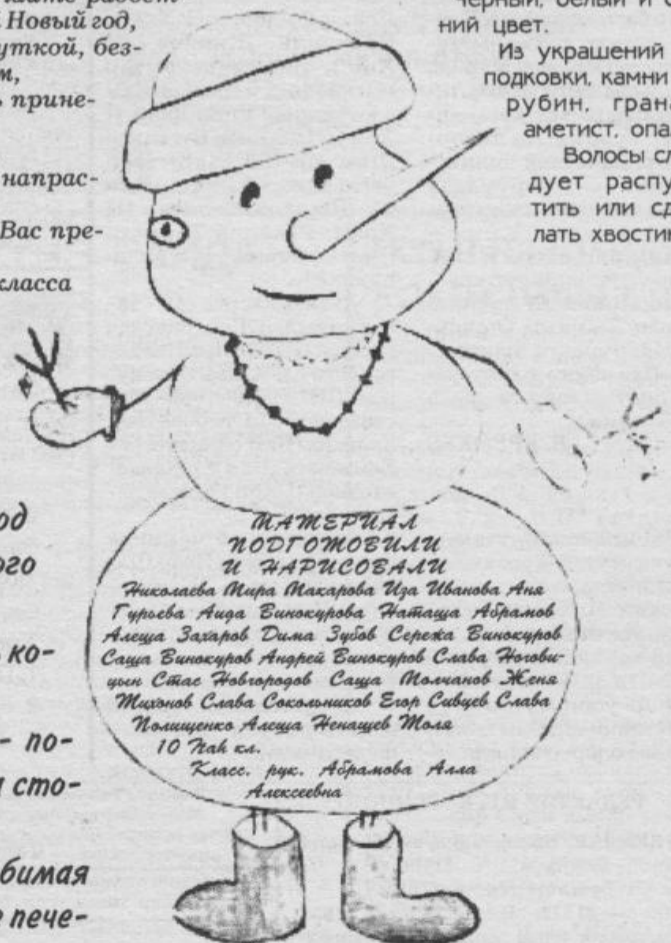 Новый год,
уткой, без-
м,
ь прине-
напрас-
Вас пре-
класса
од
ого
ь ко-
- по-
а сто-
бимая
е пече-
черный, белый и с
ний цвет.
Из украшений
подковки, камни
рубин, грана
аметист, опа
Волосы сл
дует распу
тить или сд
лать хвости
МАТЕРИАЛ
ПОДГОТОВИЛИ
И НАРИСОВАЛИ
Николаева Мира Макарова Иза Иванова Аня
Гурьева Аида Винокурова Наташа Абрамов
Алеша Захаров Дима Зубов Сережа Винокуров
Саша Винокуров Андрей Винокуров Слава Ногови-
цын Стас Новгородов Саша Молчанов Женя
Тихонов Слава Сокольников Егор Сивцев Слава
Полищенко Алеша Ненащев Толя
10 Пан кл.
Класс. рук. Абрамова Алла
Алексеевна